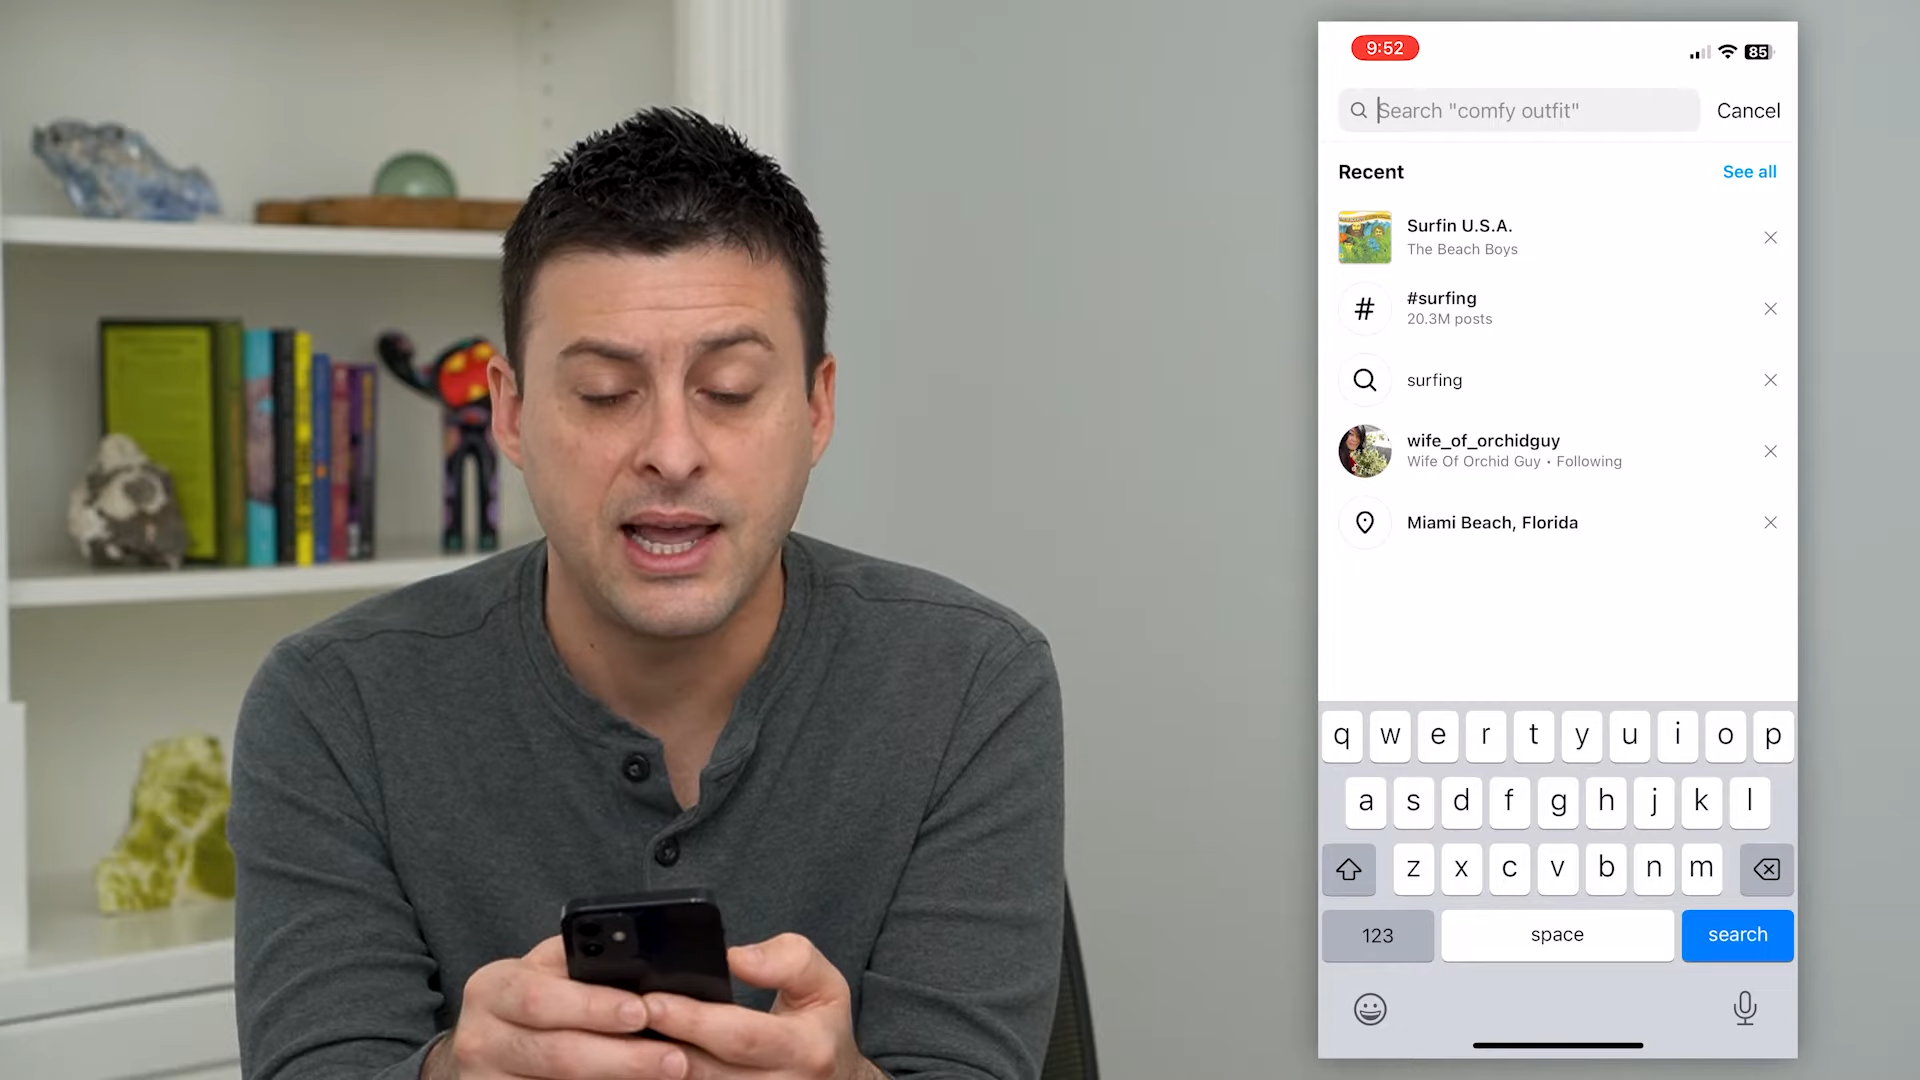 9:52
85
Search "comfy outfit"
Cancel
Recent
See all
Surfin U.S.A.
The Beach Boys
#surfing
20.3M posts
surfing
wife_of_orchidguy
Wife Of Orchid Guy • Following
Miami Beach, Florida
q w e r t y u i o p
a s d f g h j k l
z x c v b n m
123
space
search